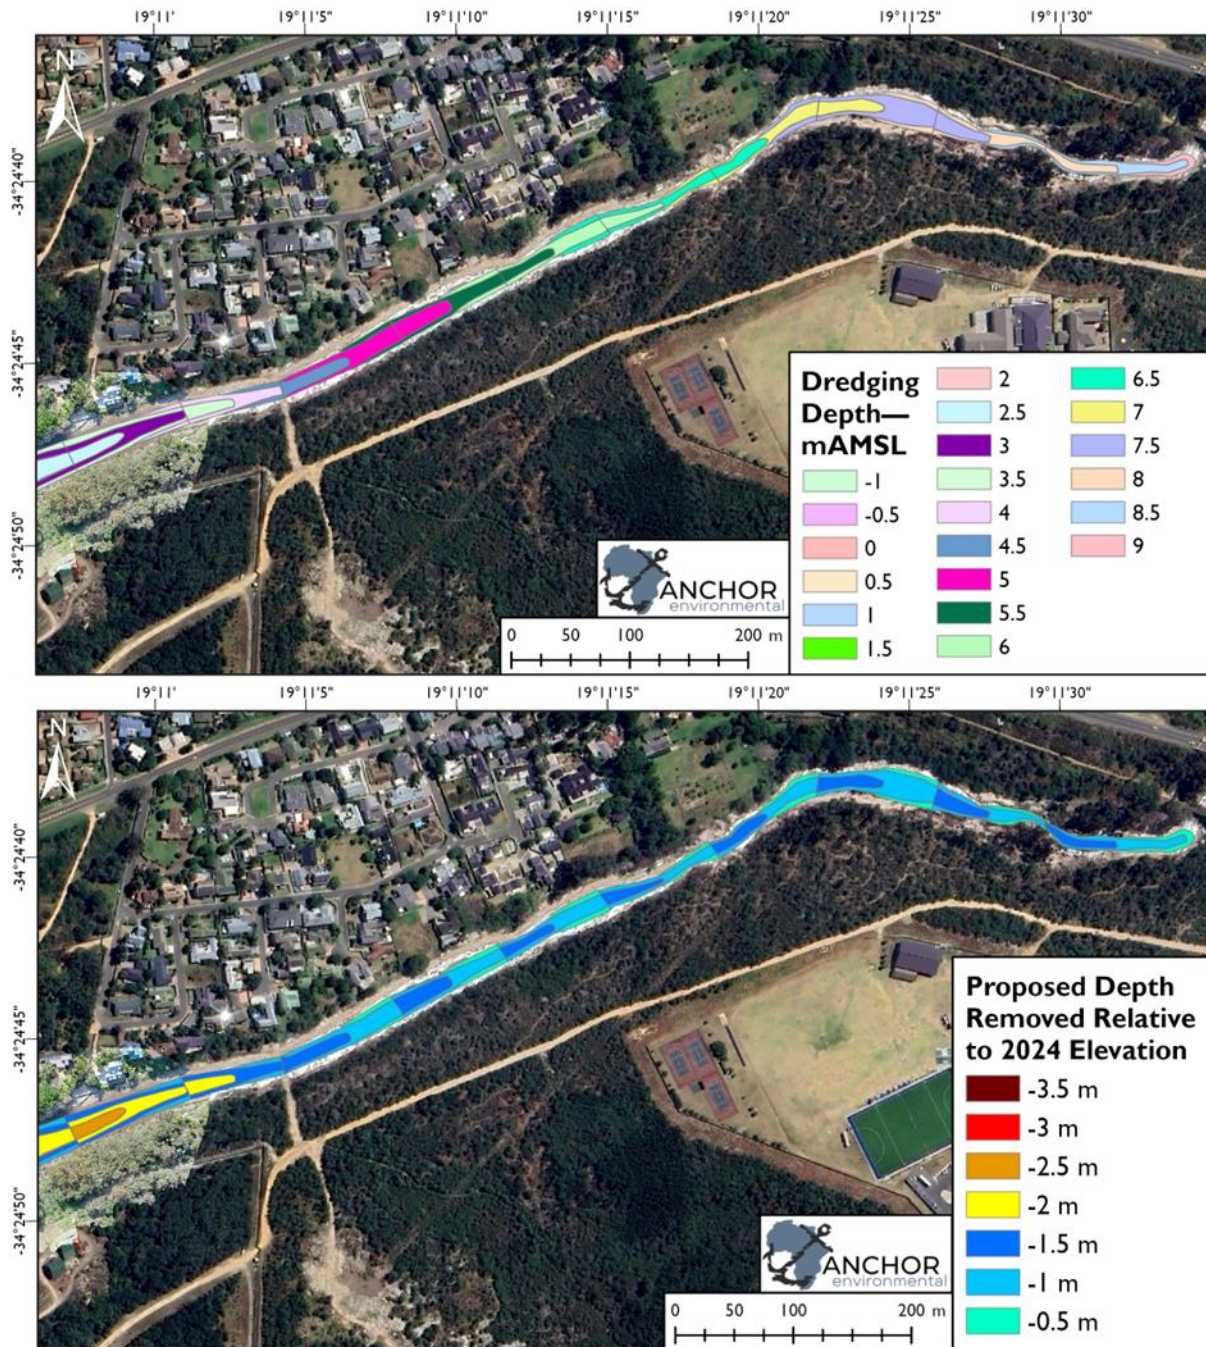 19°11'
19°11'5"
19°11'10"
19°11'15"
19°11'20"
19°11'25"
19°11'30"
N
-34°24'40"
-34°24'45"
-34°24'50"
Dredging
Depth—
mAMSL
-1
-0.5
0
0.5
1
1.5
2
2.5
3
3.5
4
4.5
5
5.5
6
6.5
7
7.5
8
8.5
9
ANCHOR
environmental
0 50 100 200 m
19°11'
19°11'5"
19°11'10"
19°11'15"
19°11'20"
19°11'25"
19°11'30"
N
-34°24'40"
-34°24'45"
-34°24'50"
Proposed Depth
Removed Relative
to 2024 Elevation
-3.5 m
-3 m
-2.5 m
-2 m
-1.5 m
-1 m
-0.5 m
ANCHOR
environmental
0 50 100 200 m